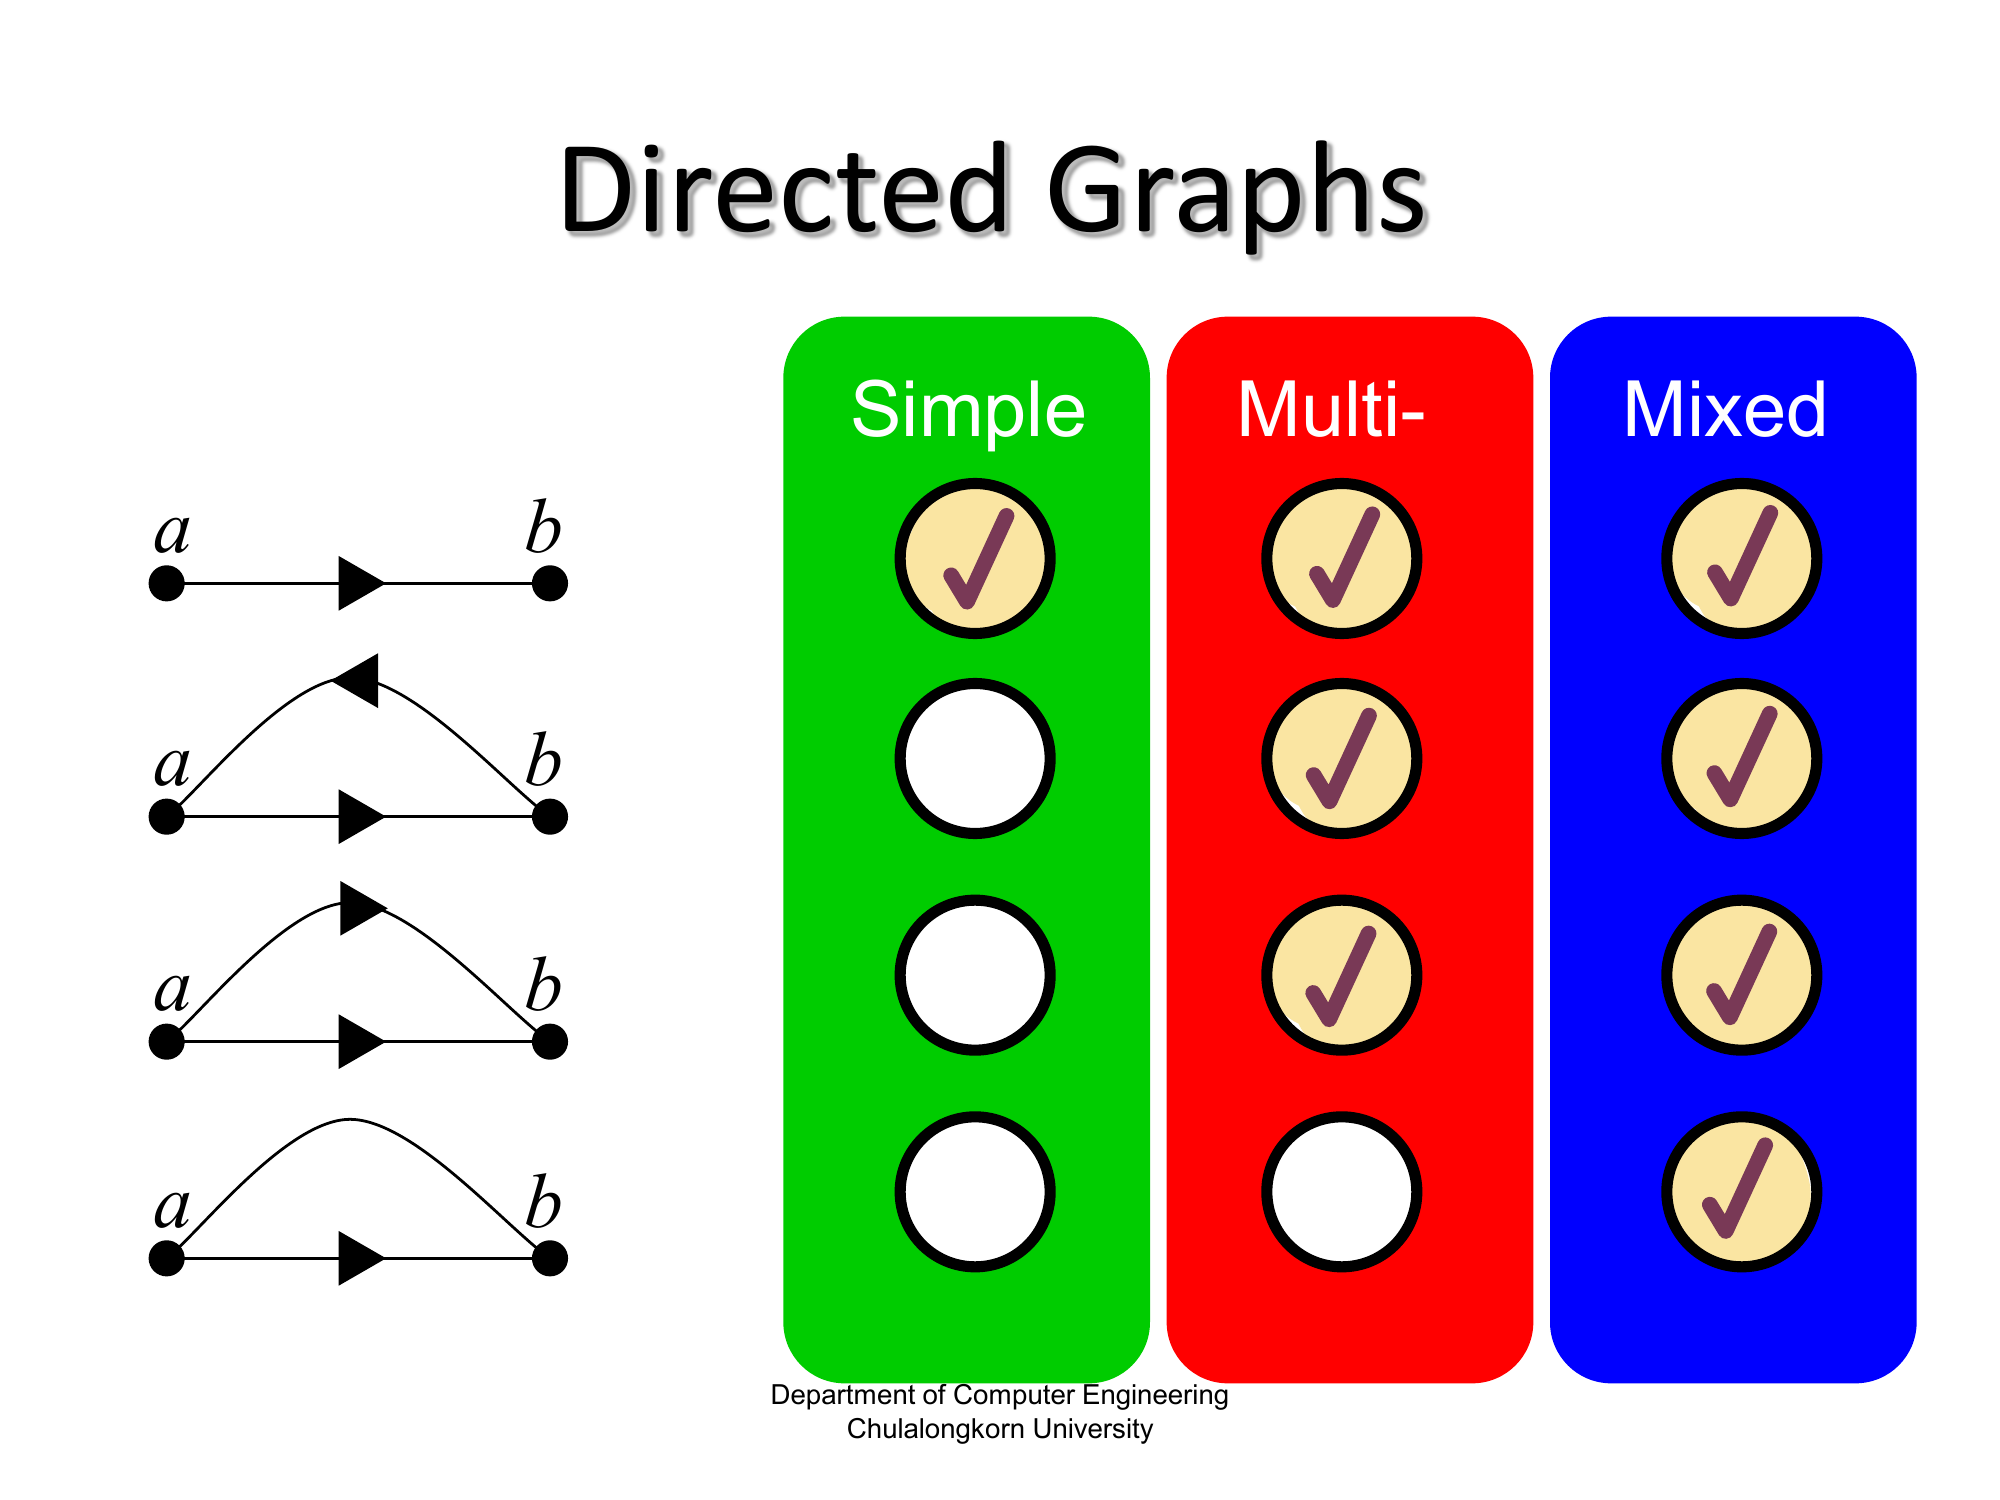 Directed Graphs
Simple Multi- Mixed
a b
a b
a b
a b
Department of Computer Engineering
Chulalongkorn University